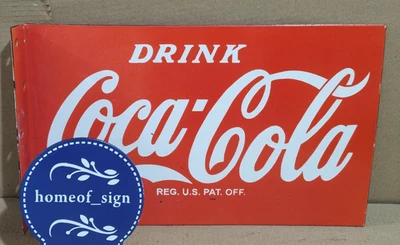 DRINK
Coca-Cola
REG. U.S. PAT. OFF.
homeof_sign